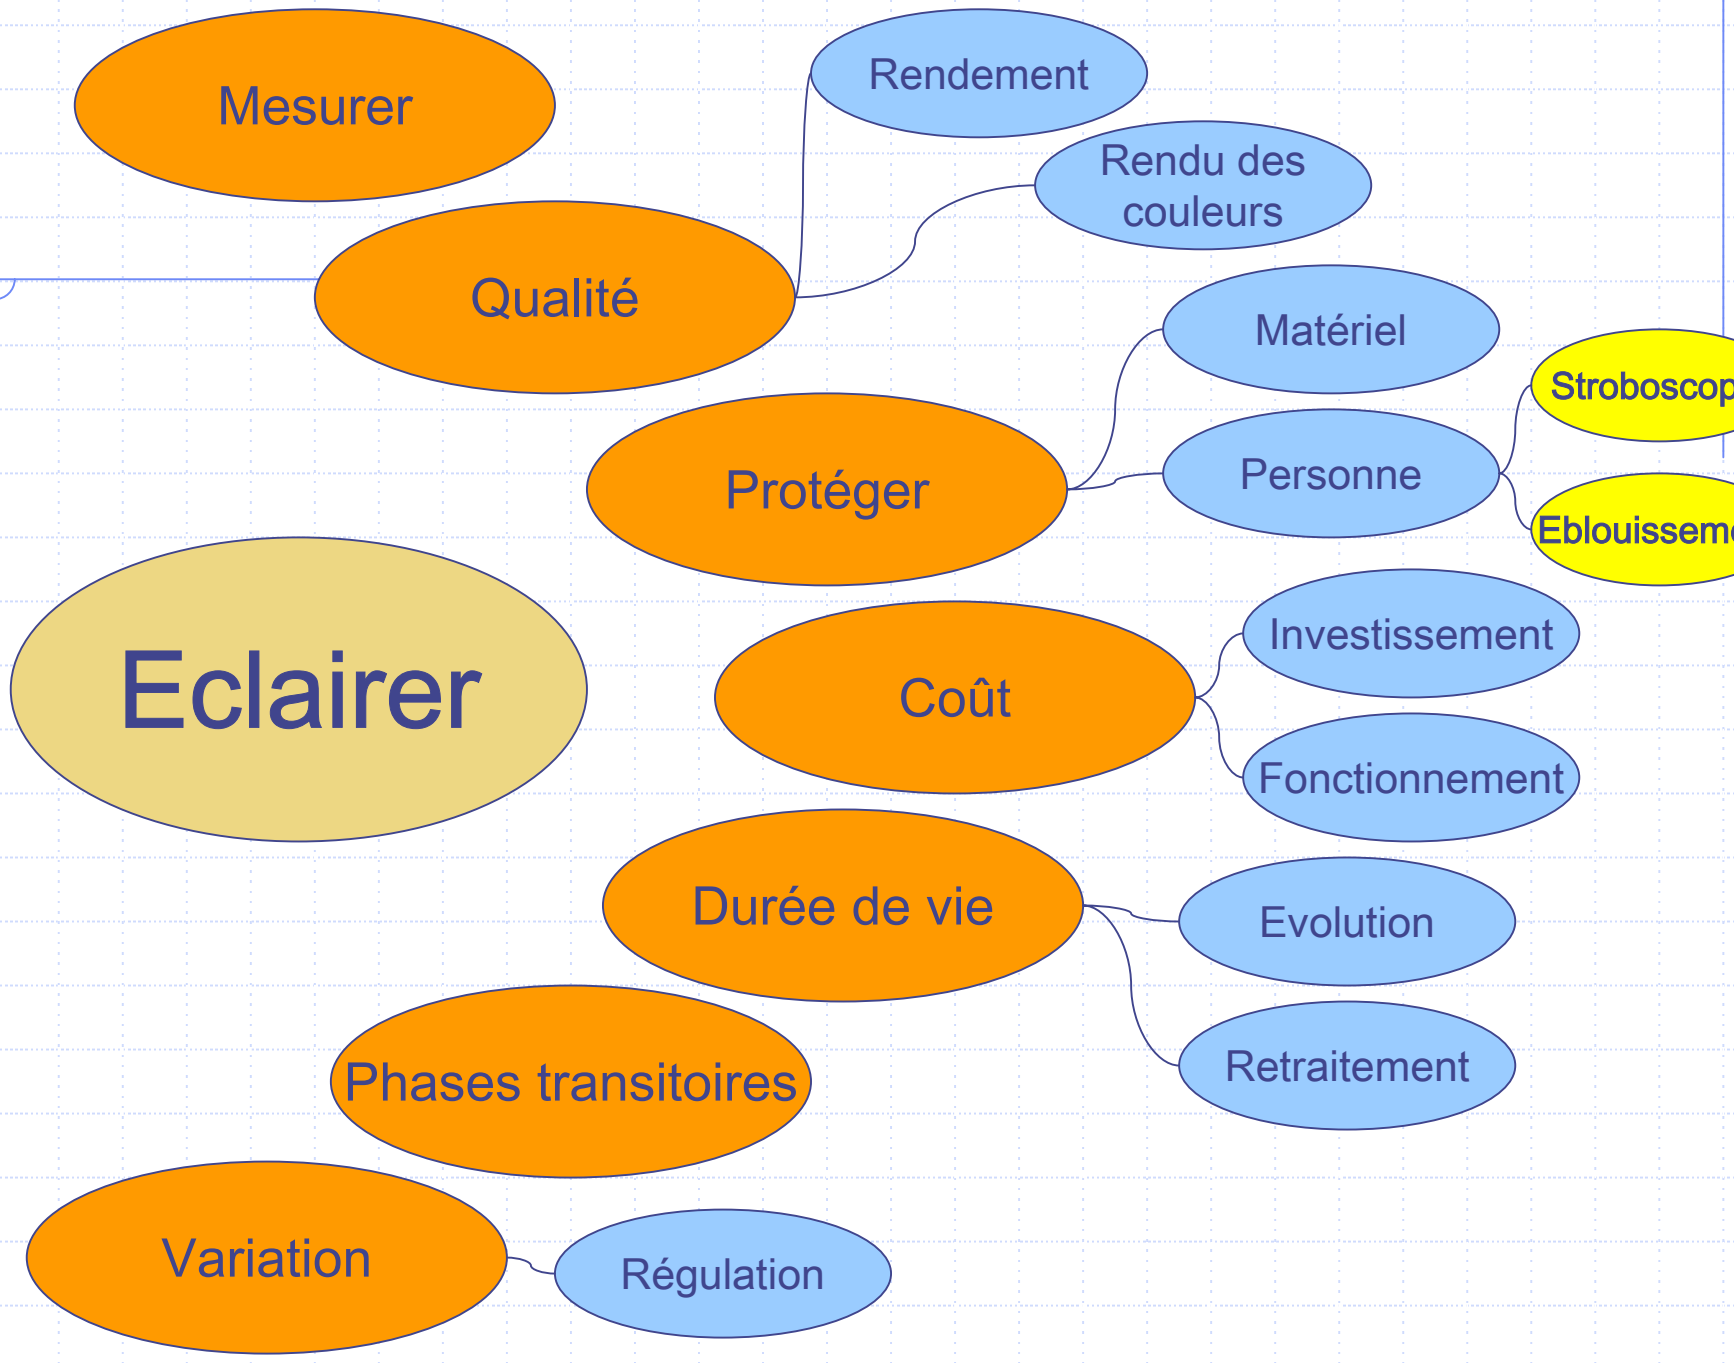 Mesurer
Rendement
Rendu des
couleurs
Qualité
Matériel
Protéger
Personne
Eclairer
Coût
Investissement
Fonctionnement
Durée de vie
Evolution
Retraitement
Phases transitoires
Variation
Régulation